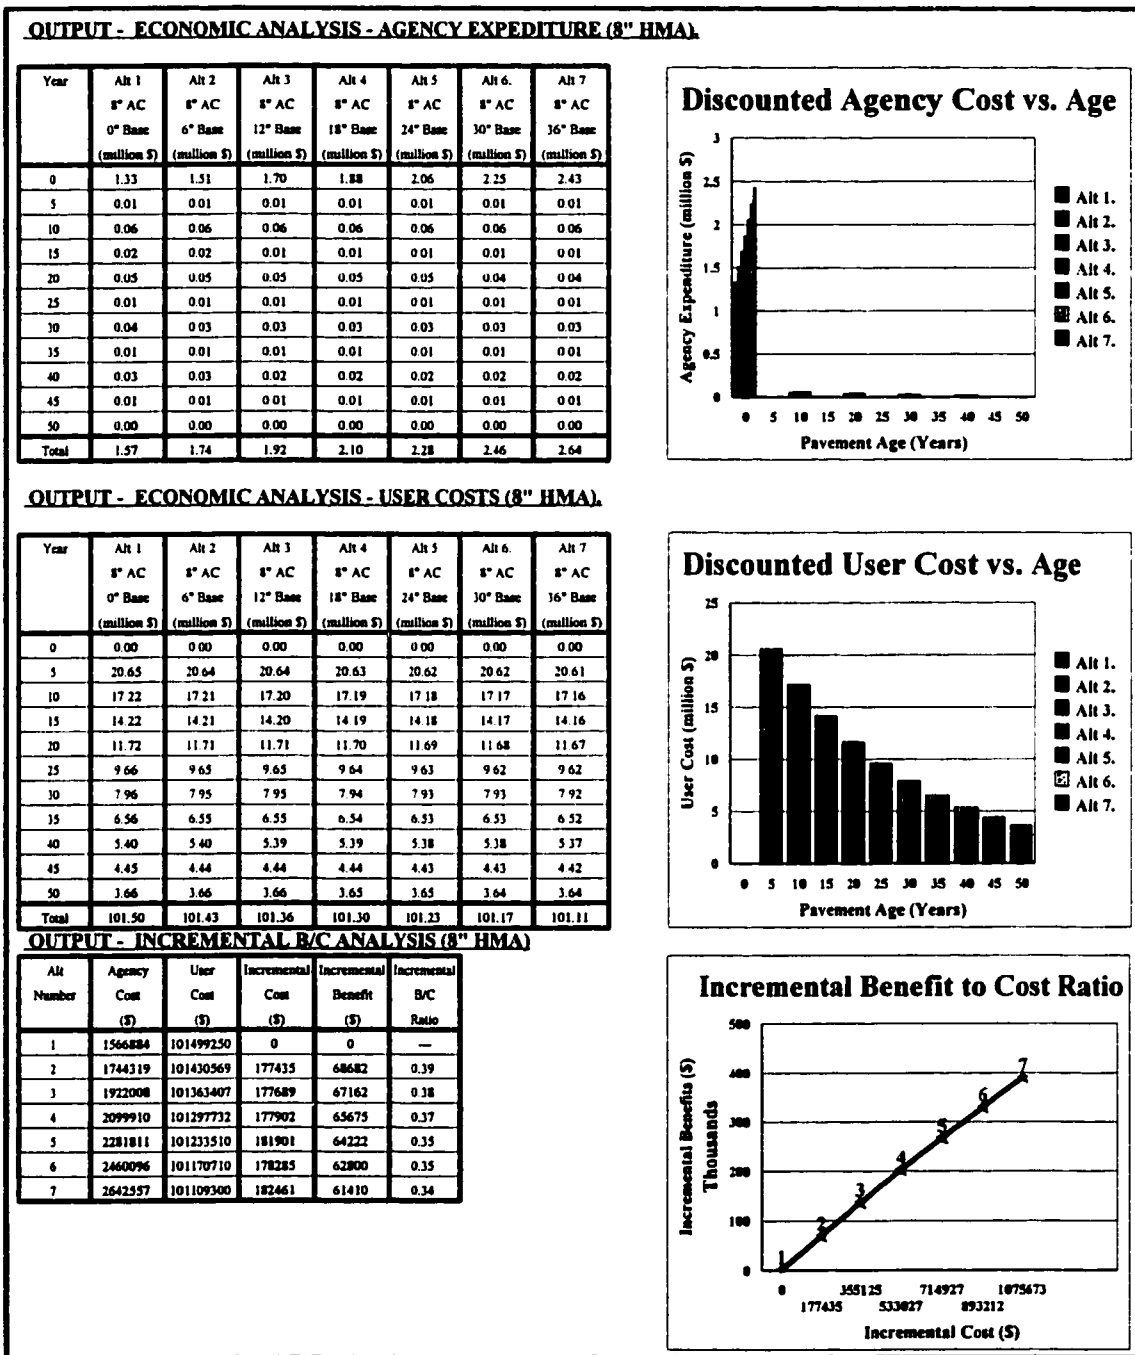 OUTPUT - ECONOMIC ANALYSIS - AGENCY EXPEDITURE (8" HMA).
Year Alt 1 Alt 2 Alt 3 Alt 4 Alt 5 Alt 6. Alt 7
8" AC 8" AC 8" AC 8" AC 8" AC 8" AC 8" AC
0" Base 6" Base 12" Base 18" Base 24" Base 30" Base 36" Base
(million $) (million $) (million $) (million $) (million $) (million $) (million $)
0 1.33 1.51 1.70 1.88 2.06 2.25 2.43
5 0.01 0.01 0.01 0.01 0.01 0.01 0.01
10 0.06 0.06 0.06 0.06 0.06 0.06 0.06
15 0.02 0.02 0.01 0.01 0.01 0.01 0.01
20 0.05 0.05 0.05 0.05 0.05 0.04 0.04
25 0.01 0.01 0.01 0.01 0.01 0.01 0.01
30 0.04 0.03 0.03 0.03 0.03 0.03 0.03
35 0.01 0.01 0.01 0.01 0.01 0.01 0.01
40 0.03 0.03 0.02 0.02 0.02 0.02 0.02
45 0.01 0.01 0.01 0.01 0.01 0.01 0.01
50 0.00 0.00 0.00 0.00 0.00 0.00 0.00
Total 1.57 1.74 1.92 2.10 2.28 2.46 2.64
Discounted Agency Cost vs. Age
Agency Expenditure (million $)
3
2.5
2
1.5
1
0.5
0
0 5 10 15 20 25 30 35 40 45 50
Pavement Age (Years)
Alt 1.
Alt 2.
Alt 3.
Alt 4.
Alt 5.
Alt 6.
Alt 7.
OUTPUT - ECONOMIC ANALYSIS - USER COSTS (8" HMA).
Year Alt 1 Alt 2 Alt 3 Alt 4 Alt 5 Alt 6. Alt 7
8" AC 8" AC 8" AC 8" AC 8" AC 8" AC 8" AC
0" Base 6" Base 12" Base 18" Base 24" Base 30" Base 36" Base
(million $) (million $) (million $) (million $) (million $) (million $) (million $)
0 0.00 0.00 0.00 0.00 0.00 0.00 0.00
5 20.65 20.64 20.64 20.63 20.62 20.62 20.61
10 17.22 17.21 17.20 17.19 17.18 17.17 17.16
15 14.22 14.21 14.20 14.19 14.18 14.17 14.16
20 11.72 11.71 11.71 11.70 11.69 11.68 11.67
25 9.66 9.65 9.65 9.64 9.63 9.62 9.62
30 7.96 7.95 7.95 7.94 7.93 7.93 7.92
35 6.56 6.55 6.55 6.54 6.53 6.53 6.52
40 5.40 5.40 5.39 5.39 5.38 5.38 5.37
45 4.45 4.44 4.44 4.44 4.43 4.43 4.42
50 3.66 3.66 3.66 3.65 3.65 3.64 3.64
Total 101.50 101.43 101.36 101.30 101.23 101.17 101.11
Discounted User Cost vs. Age
User Cost (million $)
25
20
15
10
5
0
0 5 10 15 20 25 30 35 40 45 50
Pavement Age (Years)
Alt 1.
Alt 2.
Alt 3.
Alt 4.
Alt 5.
Alt 6.
Alt 7.
OUTPUT - INCREMENTAL B/C ANALYSIS (8" HMA)
Alt Agency User Incremental Incremental Incremental
Number Cost Cost Cost Benefit B/C
($) ($) ($) ($) Ratio
1 1566884 101499250 0 0 —
2 1744319 101430569 177435 68682 0.39
3 1922008 101363407 177689 67162 0.38
4 2099910 101297732 177902 65675 0.37
5 2281811 101233510 181901 64222 0.35
6 2460096 101170710 178285 62800 0.35
7 2642557 101109300 182461 61410 0.34
Incremental Benefit to Cost Ratio
Incremental Benefits ($)
Thousands
500
400
300
200
100
0
1
2
3
4
5
6
7
0 355125 714927 1075673
177435 533027 893212
Incremental Cost ($)